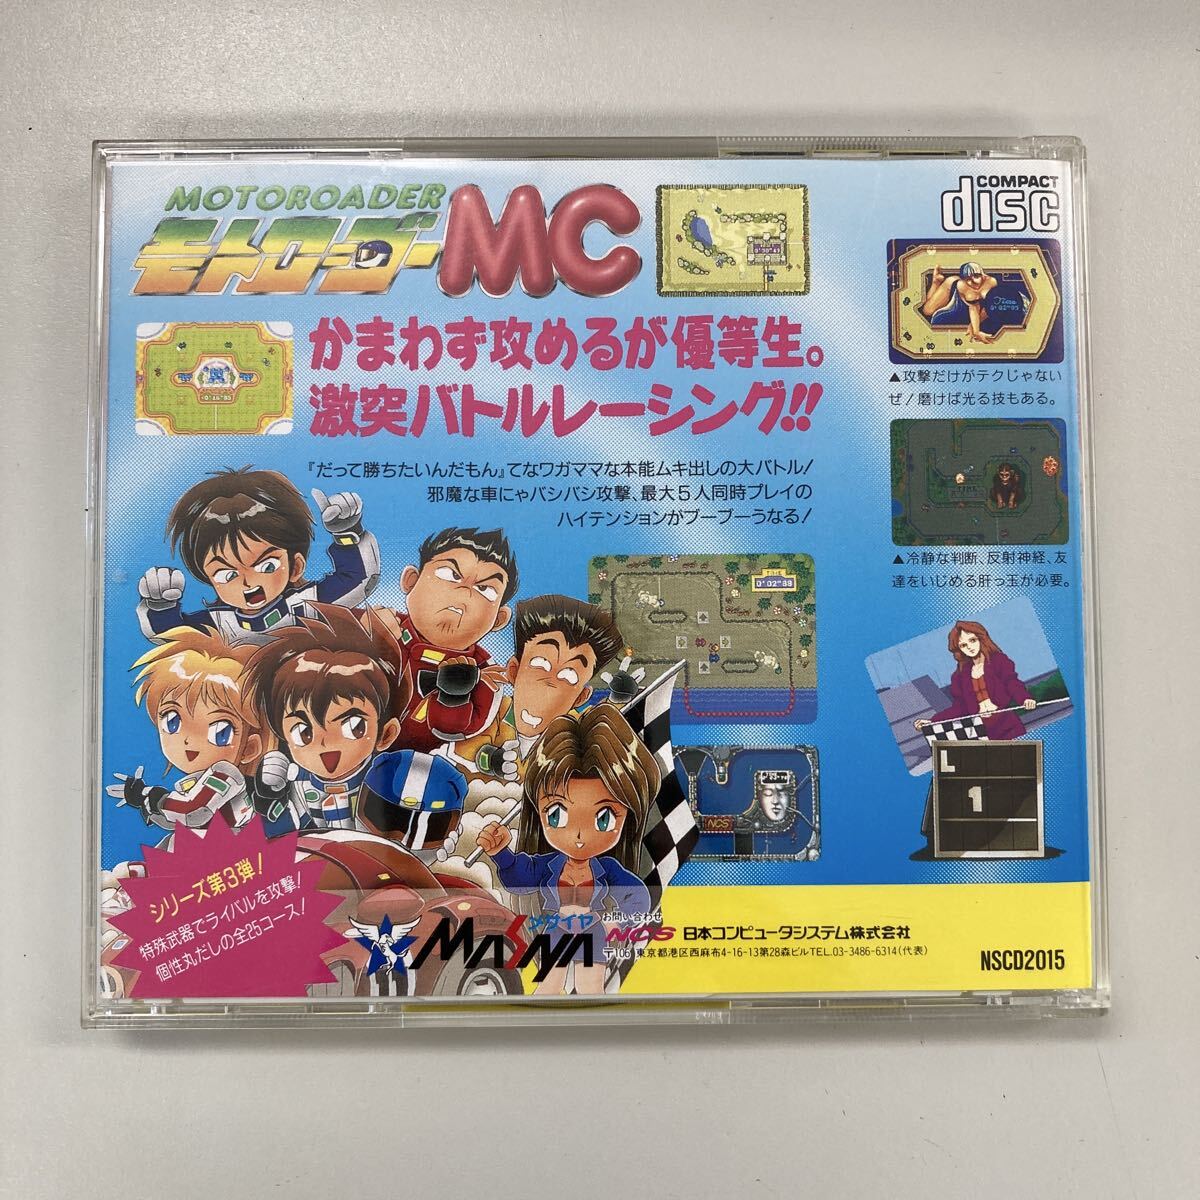 MOTOROADER
モトローダー MC
COMPACT
disc
かまわず攻めるが優等生。
激突バトルレーシング!!
『だって勝ちたいんだもん』てなワガママな本能ムキ出しの大バトル!
邪魔な車にゃバシバシ攻撃、最大5人同時プレイの
ハイテンションがブーブーうなる!
▲攻撃だけがテクじゃない
ぜ!磨けば光る技もある。
▲冷静な判断、反射神経、友
達をいじめる肝っ玉が必要。
TIME
0'02"88
NCS
L
1
シリーズ第3弾!
特殊武器でライバルを攻撃!
個性丸だしの全25コース!
メサイヤ
MASAYA
お問い合わせ
NCS 日本コンピュータシステム株式会社
〒106 東京都港区西麻布4-16-13第28森ビルTEL.03-3486-6314(代表)
NSCD2015